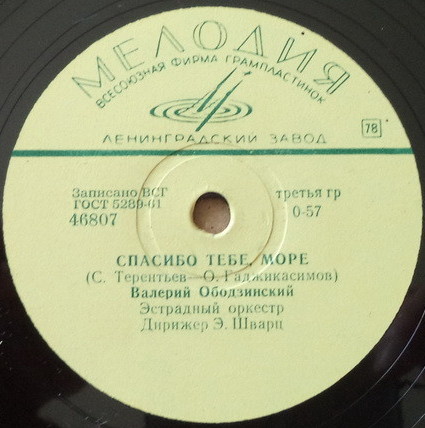 МЕЛОДИЯ
ВСЕСОЮЗНАЯ ФИРМА ГРАМПЛАСТИНОК
ЛЕНИНГРАДСКИЙ ЗАВОД
78
Записано ВСГ
ГОСТ 5289-61
46807
третья гр
0-57
СПАСИБО ТЕБЕ, МОРЕ
(С. Терентьев—О. Гаджикасимов)
Валерий Ободзинский
Эстрадный оркестр
Дирижер Э. Шварц